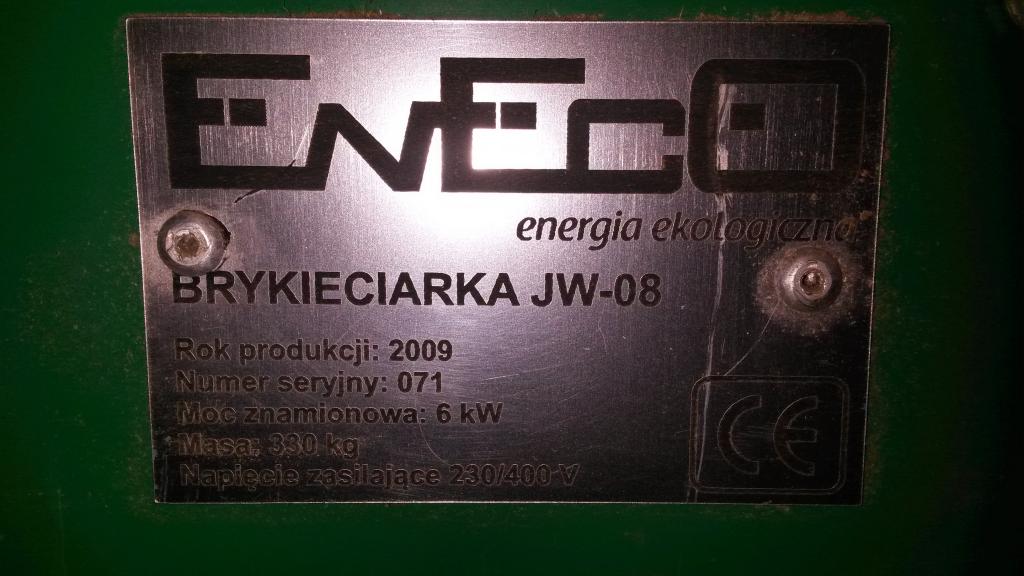 EnEcO
energia ekologiczna
BRYKIECIARKA JW-08
Rok produkcji: 2009
Numer seryjny: 071
Moc znamionowa: 6 kW
Masa: 330 kg
Napięcie zasilające 230/400 V
CE